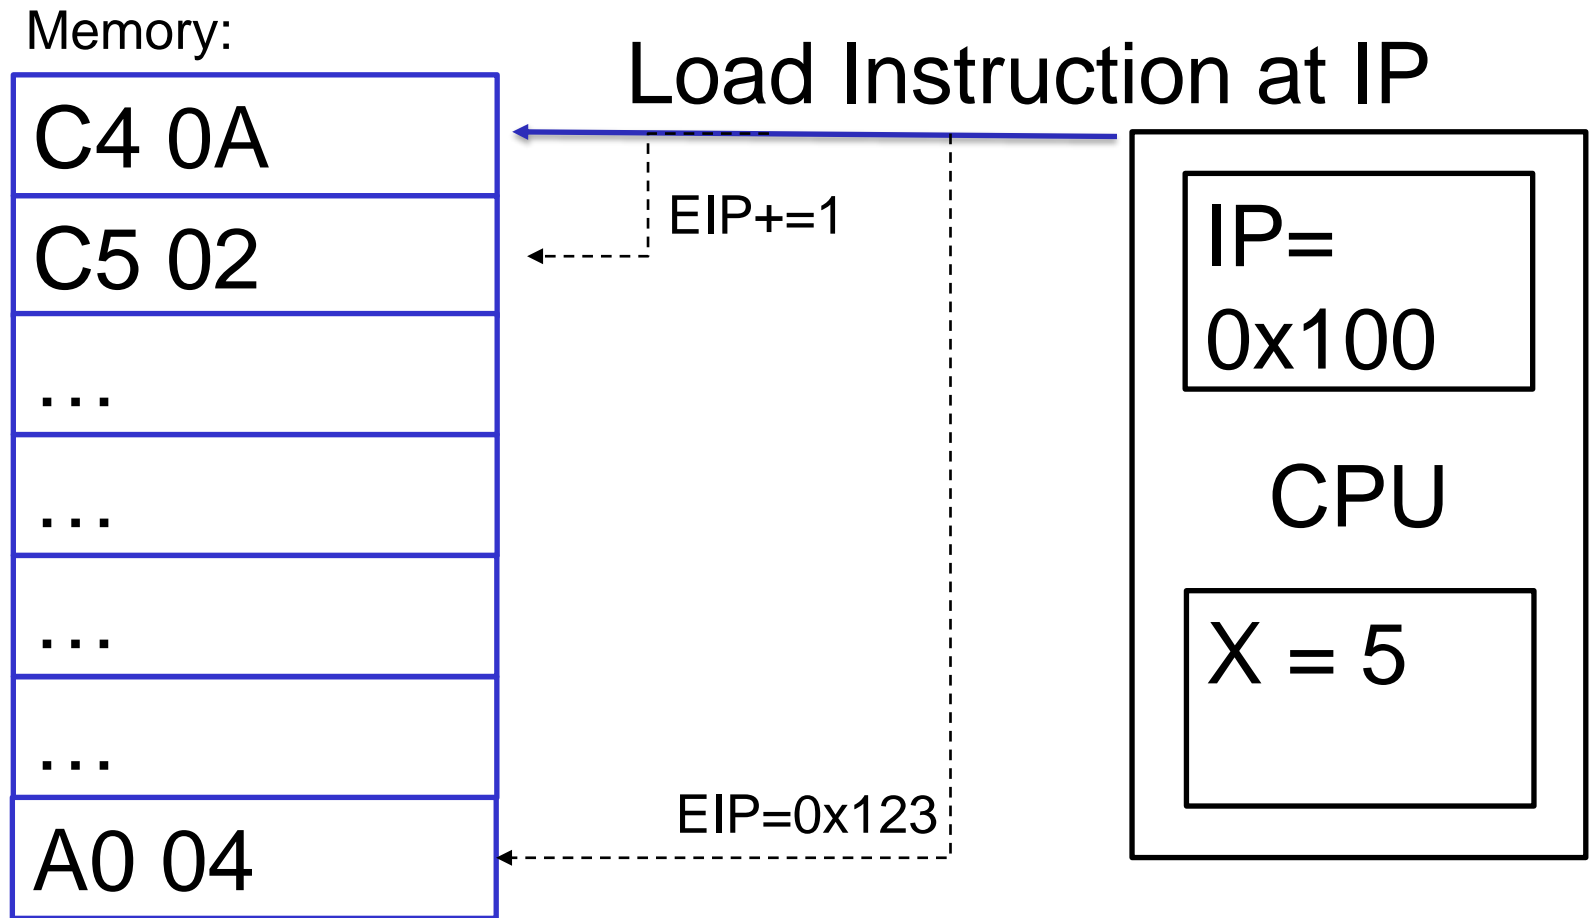 Memory:
Load Instruction at IP
C4 0A
C5 02
…
…
…
…
A0 04
EIP+=1
EIP=0x123
IP=
0x100
CPU
X = 5